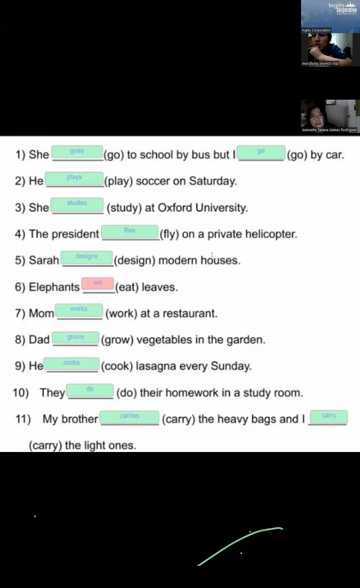 Ingles
Corporativo
Ingles Corporativo
1) She goes (go) to school by bus but I go (go) by car.
2) He plays (play) soccer on Saturday.
3) She studies (study) at Oxford University.
4) The president flies (fly) on a private helicopter.
5) Sarah designs (design) modern houses.
6) Elephants eat (eat) leaves.
7) Mom works (work) at a restaurant.
8) Dad grows (grow) vegetables in the garden.
9) He cooks (cook) lasagna every Sunday.
10) They do (do) their homework in a study room.
11) My brother carries (carry) the heavy bags and I carry
(carry) the light ones.